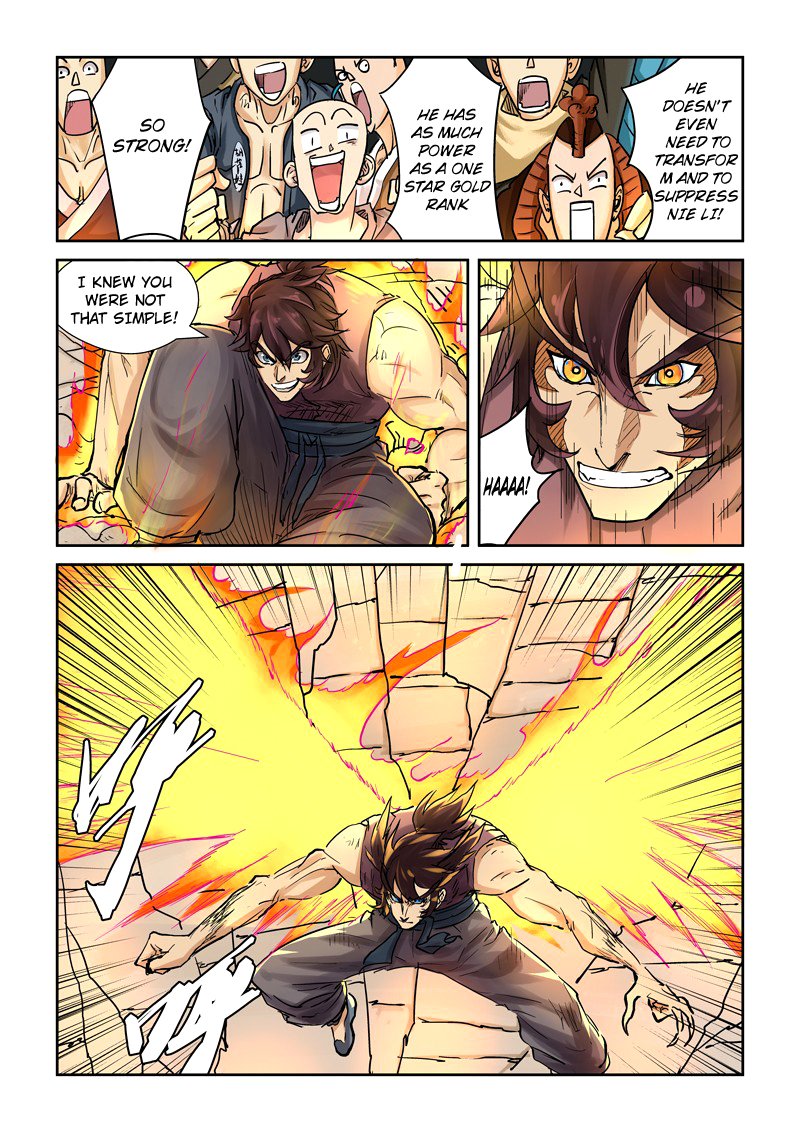 SO
STRONG!
HE HAS
AS MUCH
POWER
AS A ONE
STAR GOLD
RANK
HE
DOESN'T
EVEN
NEED TO
TRANSFOR
M AND TO
SUPPRESS
NIE LI!
I KNEW YOU
WERE NOT
THAT SIMPLE!
HAAAA!